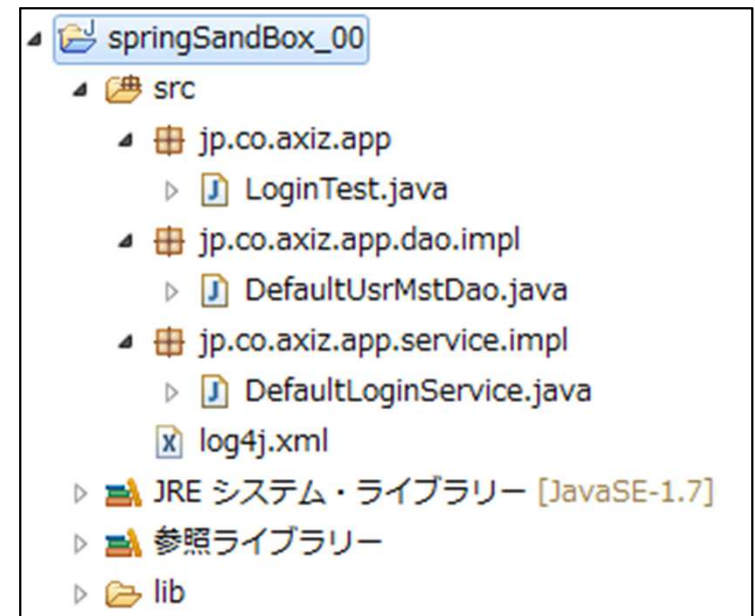 springSandBox_00
src
jp.co.axiz.app
LoginTest.java
jp.co.axiz.app.dao.impl
DefaultUsrMstDao.java
jp.co.axiz.app.service.impl
DefaultLoginService.java
log4j.xml
JRE システム・ライブラリー [JavaSE-1.7]
参照ライブラリー
lib